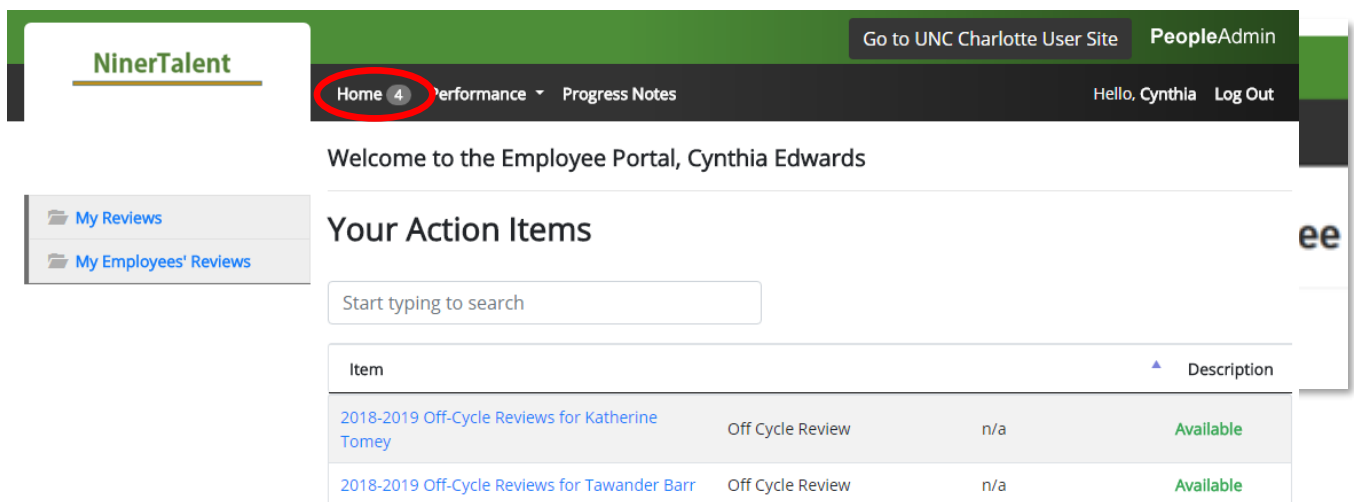 NinerTalent
Go to UNC Charlotte User Site PeopleAdmin
Home 4 Performance Progress Notes Hello, Cynthia Log Out
Welcome to the Employee Portal, Cynthia Edwards
My Reviews
My Employees' Reviews
Your Action Items
ee
Start typing to search
Item Description
2018-2019 Off-Cycle Reviews for Katherine
Tomey Off Cycle Review n/a Available
2018-2019 Off-Cycle Reviews for Tawander Barr Off Cycle Review n/a Available